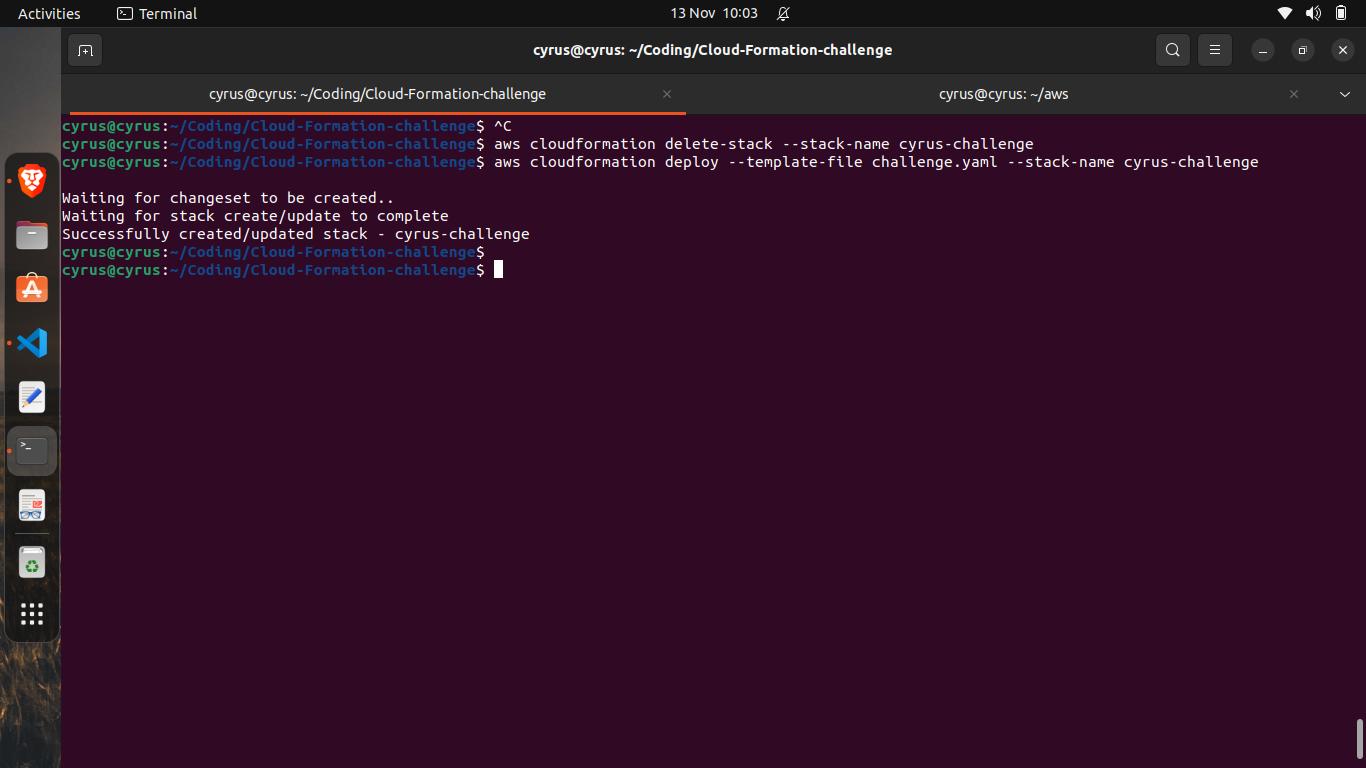 Activities
Terminal
13 Nov 10:03
cyrus@cyrus: ~/Coding/Cloud-Formation-challenge
cyrus@cyrus: ~/Coding/Cloud-Formation-challenge
cyrus@cyrus: ~/aws
cyrus@cyrus:~/Coding/Cloud-Formation-challenge$ ^C
cyrus@cyrus:~/Coding/Cloud-Formation-challenge$ aws cloudformation delete-stack --stack-name cyrus-challenge
cyrus@cyrus:~/Coding/Cloud-Formation-challenge$ aws cloudformation deploy --template-file challenge.yaml --stack-name cyrus-challenge
Waiting for changeset to be created..
Waiting for stack create/update to complete
Successfully created/updated stack - cyrus-challenge
cyrus@cyrus:~/Coding/Cloud-Formation-challenge$
cyrus@cyrus:~/Coding/Cloud-Formation-challenge$